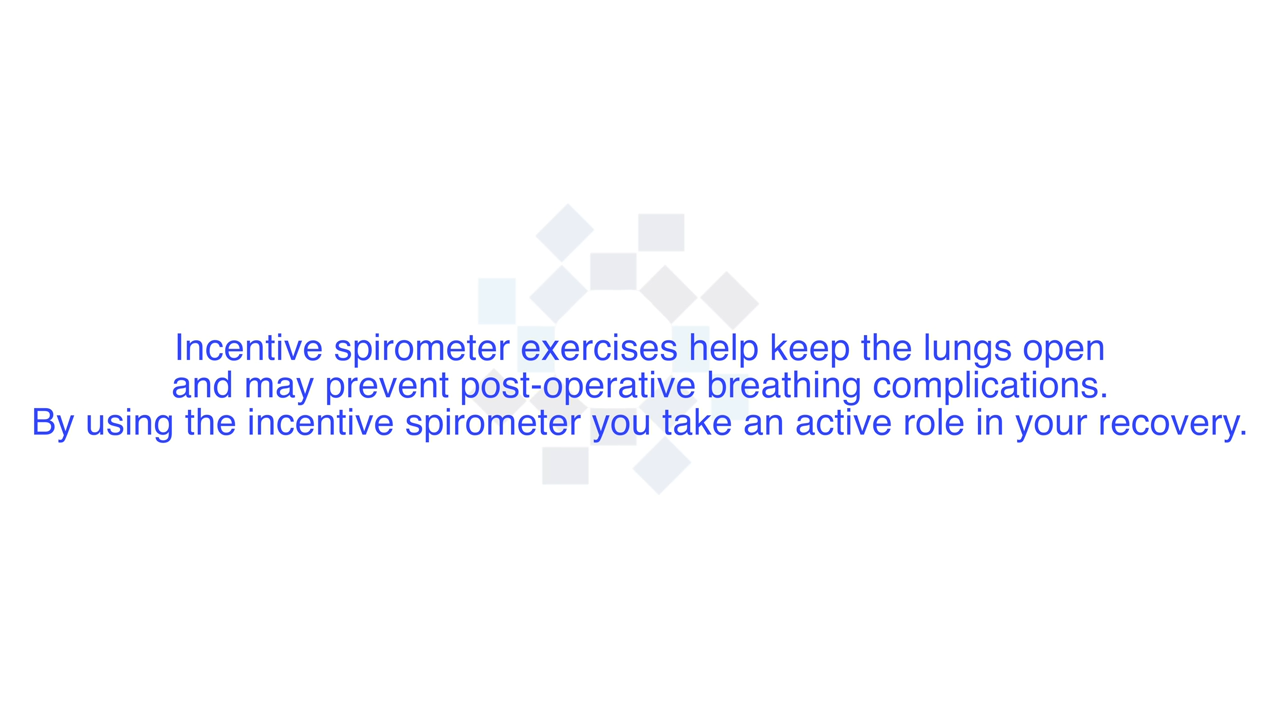 Incentive spirometer exercises help keep the lungs open
and may prevent post-operative breathing complications.
By using the incentive spirometer you take an active role in your recovery.